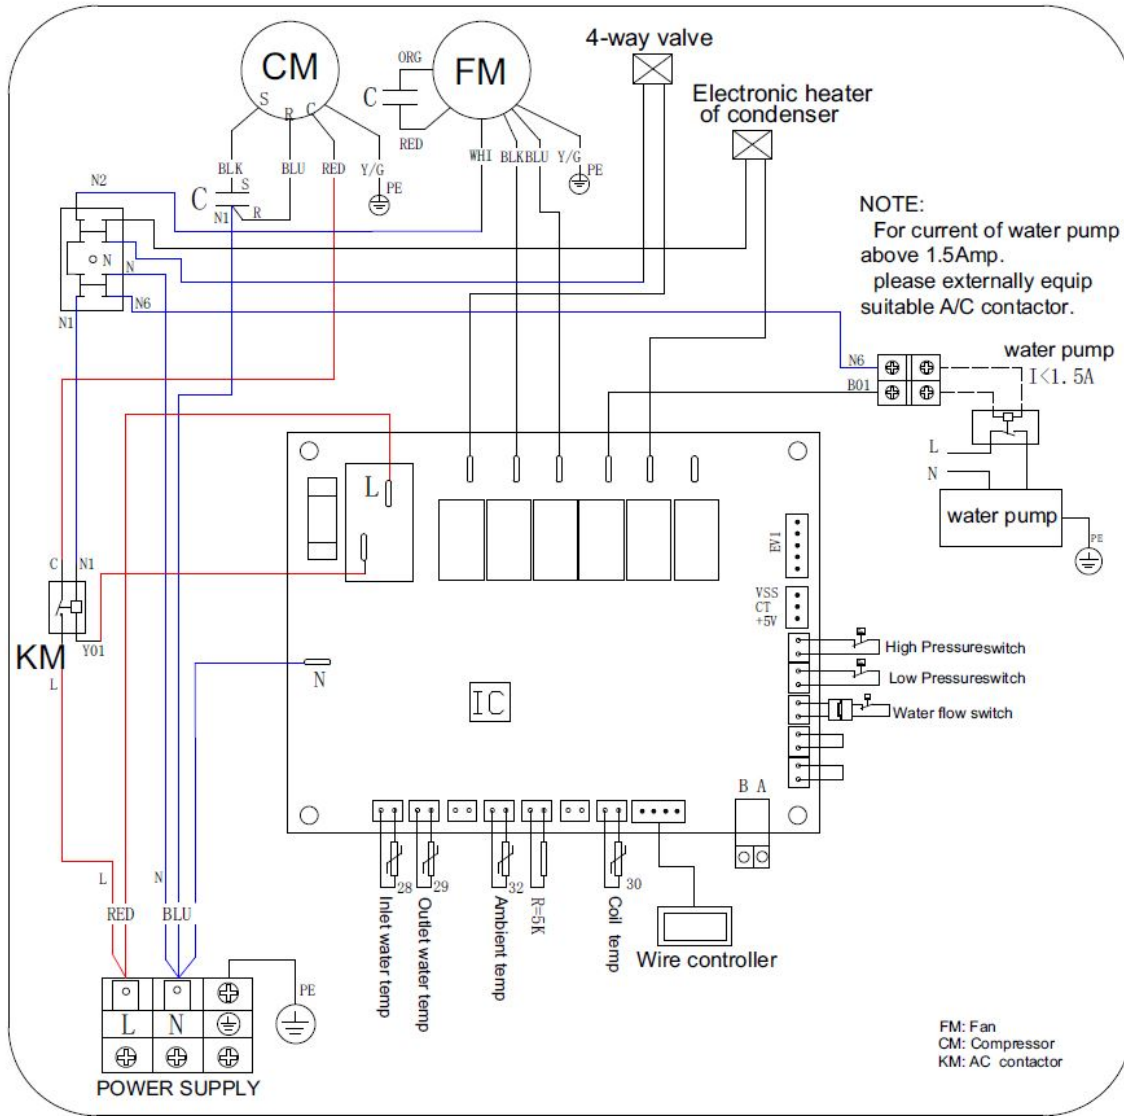 4-way valve
CM
ORG
FM
C
Electronic heater
of condenser
S
R
C
RED
BLK
BLU
RED
Y/G
WHI
BLK
BLU
Y/G
PE
PE
N2
C
S
N1
R
NOTE:
For current of water pump
above 1.5Amp.
please externally equip
suitable A/C contactor.
N
N
N6
N1
N6
B01
water pump
I<1.5A
L
N
water pump
PE
L
EVI
VSS
CT
+5V
C
N1
KM
Y01
L
N
IC
High Pressureswitch
Low Pressureswitch
Water flow switch
B A
28
29
32
30
Inlet water temp
Outlet water temp
Ambient temp
R=5K
Coil temp
Wire controller
L
N
RED
BLU
PE
L
N
POWER SUPPLY
FM: Fan
CM: Compressor
KM: AC contactor